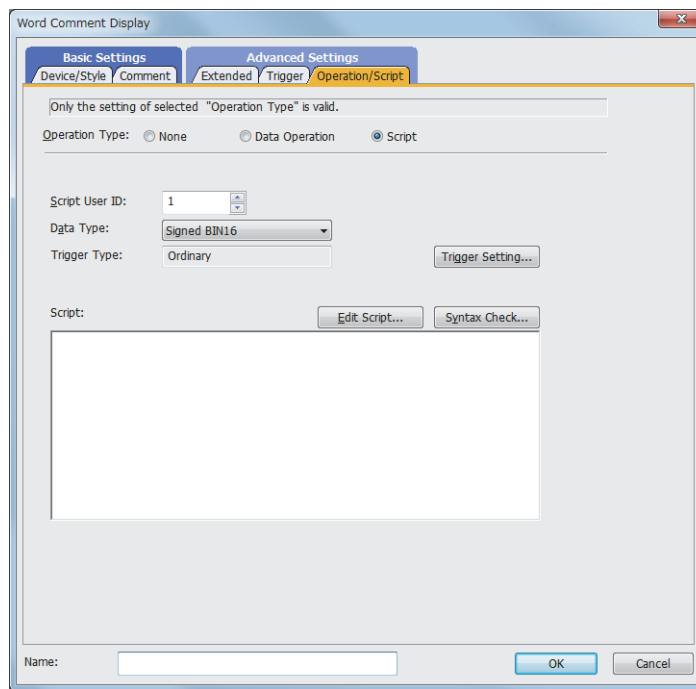 Word Comment Display
Basic Settings Advanced Settings
Device/Style Comment Extended Trigger Operation/Script
Only the setting of selected "Operation Type" is valid.
Operation Type: None Data Operation Script
Script User ID: 1
Data Type: Signed BIN16
Trigger Type: Ordinary Trigger Setting...
Script: Edit Script... Syntax Check...
Name: OK Cancel